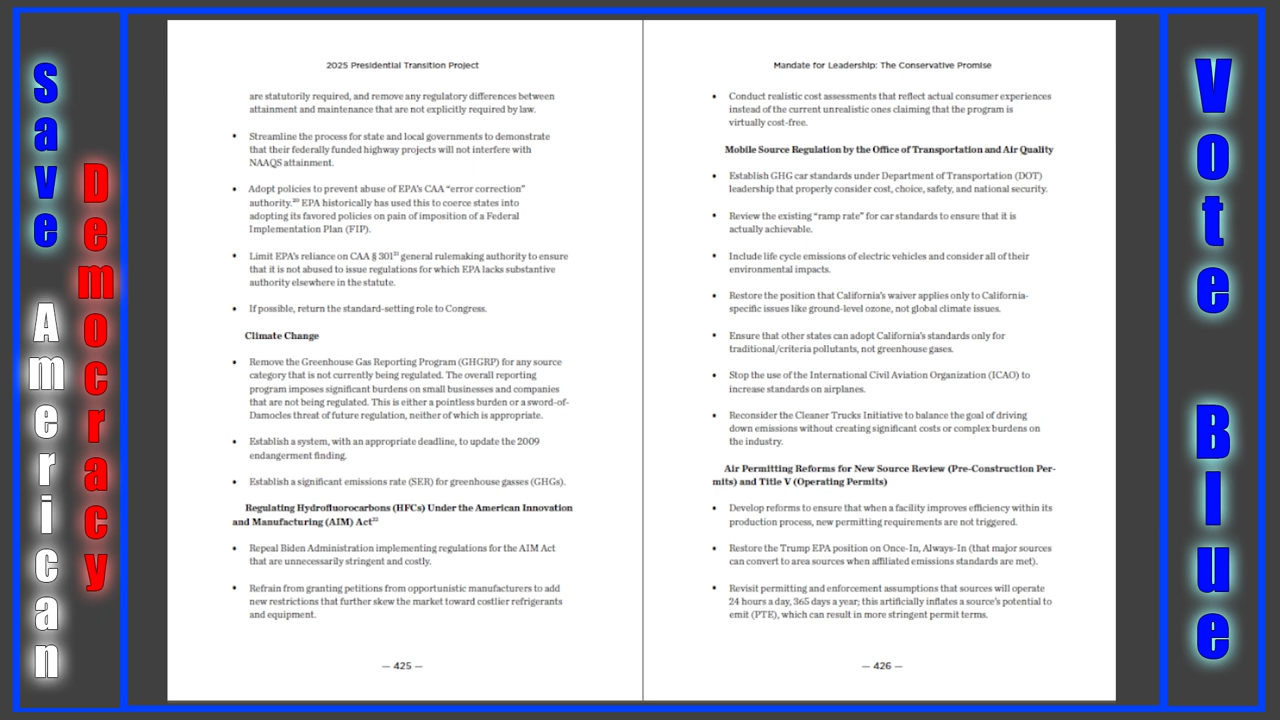 Save American
Democracy
2025 Presidential Transition Project
are statutorily required, and remove any regulatory differences between
attainment and maintenance that are not explicitly required by law.
• Streamline the process for state and local governments to demonstrate
that their federally funded highway projects will not interfere with
NAAQS attainment.
• Adopt policies to prevent abuse of EPA's CAA “error correction”
authority.20 EPA historically has used this to coerce states into
adopting its favored policies on pain of imposition of a Federal
Implementation Plan (FIP).
• Limit EPA's reliance on CAA § 30121 general rulemaking authority to ensure
that it is not abused to issue regulations for which EPA lacks substantive
authority elsewhere in the statute.
• If possible, return the standard-setting role to Congress.
Climate Change
• Remove the Greenhouse Gas Reporting Program (GHGRP) for any source
category that is not currently being regulated. The overall reporting
program imposes significant burdens on small businesses and companies
that are not being regulated. This is either a pointless burden or a sword-of-
Damocles threat of future regulation, neither of which is appropriate.
• Establish a system, with an appropriate deadline, to update the 2009
endangerment finding.
• Establish a significant emissions rate (SER) for greenhouse gasses (GHGs).
Regulating Hydrofluorocarbons (HFCs) Under the American Innovation
and Manufacturing (AIM) Act22
• Repeal Biden Administration implementing regulations for the AIM Act
that are unnecessarily stringent and costly.
• Refrain from granting petitions from opportunistic manufacturers to add
new restrictions that further skew the market toward costlier refrigerants
and equipment.
— 425 —
Mandate for Leadership: The Conservative Promise
• Conduct realistic cost assessments that reflect actual consumer experiences
instead of the current unrealistic ones claiming that the program is
virtually cost-free.
Mobile Source Regulation by the Office of Transportation and Air Quality
• Establish GHG car standards under Department of Transportation (DOT)
leadership that properly consider cost, choice, safety, and national security.
• Review the existing “ramp rate” for car standards to ensure that it is
actually achievable.
• Include life cycle emissions of electric vehicles and consider all of their
environmental impacts.
• Restore the position that California's waiver applies only to California-
specific issues like ground-level ozone, not global climate issues.
• Ensure that other states can adopt California's standards only for
traditional/criteria pollutants, not greenhouse gases.
• Stop the use of the International Civil Aviation Organization (ICAO) to
increase standards on airplanes.
• Reconsider the Cleaner Trucks Initiative to balance the goal of driving
down emissions without creating significant costs or complex burdens on
the industry.
Air Permitting Reforms for New Source Review (Pre-Construction Per-
mits) and Title V (Operating Permits)
• Develop reforms to ensure that when a facility improves efficiency within its
production process, new permitting requirements are not triggered.
• Restore the Trump EPA position on Once-In, Always-In (that major sources
can convert to area sources when affiliated emissions standards are met).
• Revisit permitting and enforcement assumptions that sources will operate
24 hours a day, 365 days a year; this artificially inflates a source's potential to
emit (PTE), which can result in more stringent permit terms.
— 426 —
Vote Blue